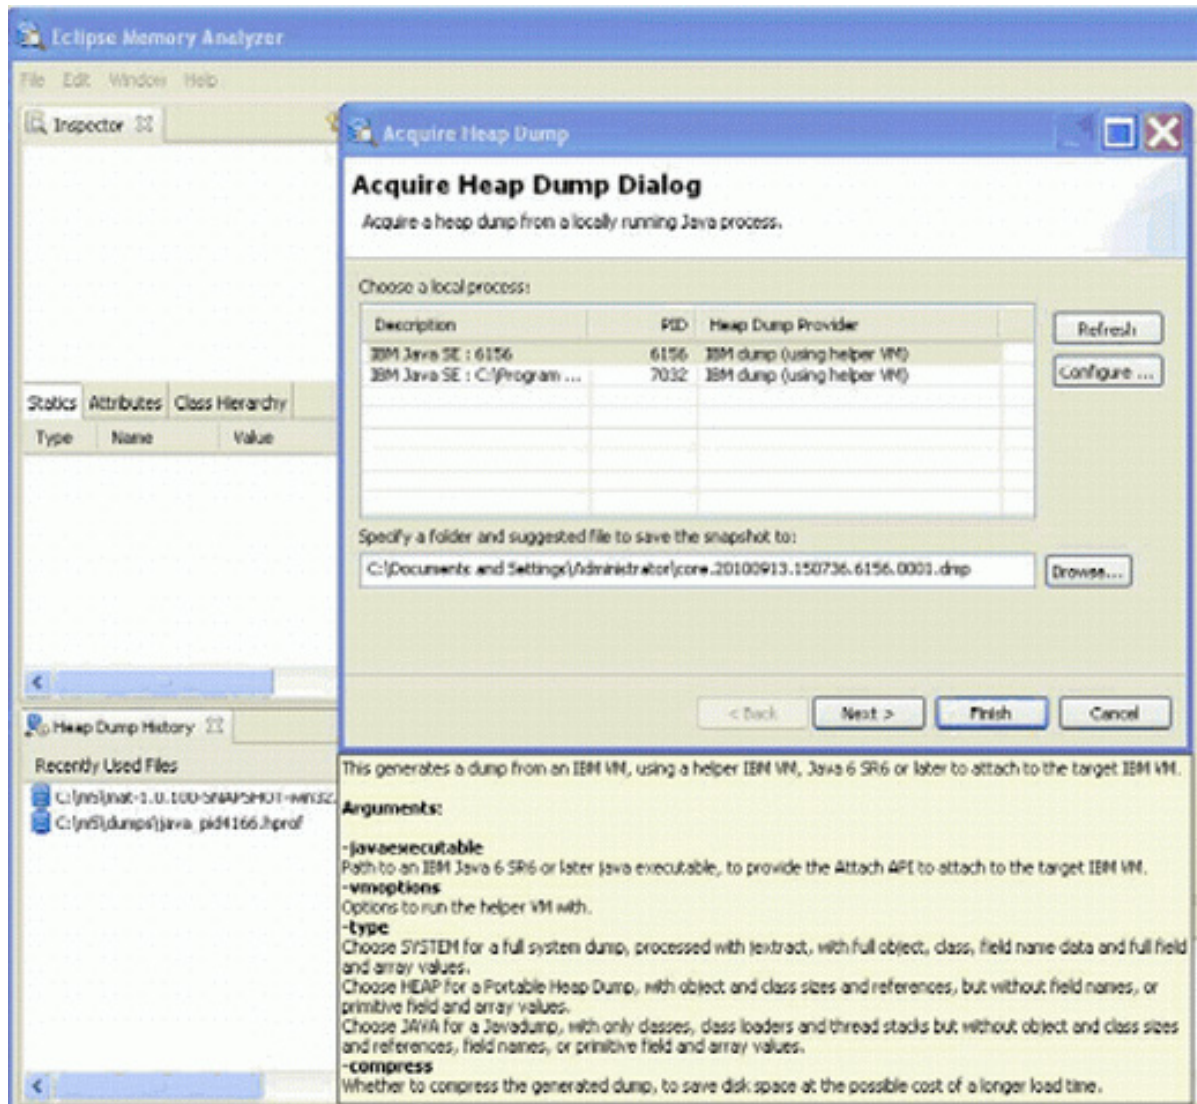 Eclipse Memory Analyzer
File Edit Window Help
Inspector
Statics Attributes Class Hierarchy
Type Name Value
Heap Dump History
Recently Used Files
C:\m5\mat-1.0.100-SNAPSHOT-win32.
C:\m5\dumps\java_pid4166.hprof
Acquire Heap Dump
Acquire Heap Dump Dialog
Acquire a heap dump from a locally running Java process.
Choose a local process:
Description PID Heap Dump Provider
IBM Java SE : 6156 6156 IBM dump (using helper VM)
IBM Java SE : C:\Program ... 7032 IBM dump (using helper VM)
Refresh
Configure ...
Specify a folder and suggested file to save the snapshot to:
C:\Documents and Settings\Administrator\core.20100913.150736.6156.0001.dmp
Browse...
< Back Next > Finish Cancel
This generates a dump from an IBM VM, using a helper IBM VM, Java 6 SR6 or later to attach to the target IBM VM.
Arguments:
-javaexecutable
Path to an IBM Java 6 SR6 or later java executable, to provide the Attach API to attach to the target IBM VM.
-vmoptions
Options to run the helper VM with.
-type
Choose SYSTEM for a full system dump, processed with jextract, with full object, class, field name data and full field
and array values.
Choose HEAP for a Portable Heap Dump, with object and class sizes and references, but without field names, or
primitive field and array values.
Choose JAVA for a Javadump, with only classes, class loaders and thread stacks but without object and class sizes
and references, field names, or primitive field and array values.
-compress
Whether to compress the generated dump, to save disk space at the possible cost of a longer load time.